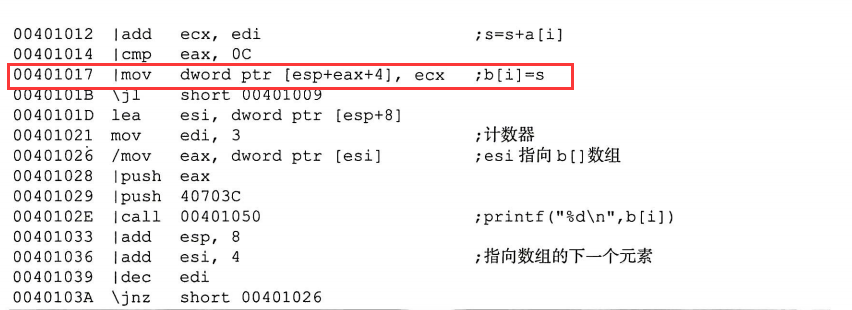 00401012 |add ecx, edi ;s=s+a[i]
00401014 |cmp eax, 0C
00401017 |mov dword ptr [esp+eax+4], ecx ;b[i]=s
0040101B \jl short 00401009
0040101D lea esi, dword ptr [esp+8]
00401021 mov edi, 3 ;计数器
00401026 /mov eax, dword ptr [esi] ;esi 指向 b[]数组
00401028 |push eax
00401029 |push 40703C
0040102E |call 00401050 ;printf("%d\n",b[i])
00401033 |add esp, 8
00401036 |add esi, 4 ;指向数组的下一个元素
00401039 |dec edi
0040103A \jnz short 00401026